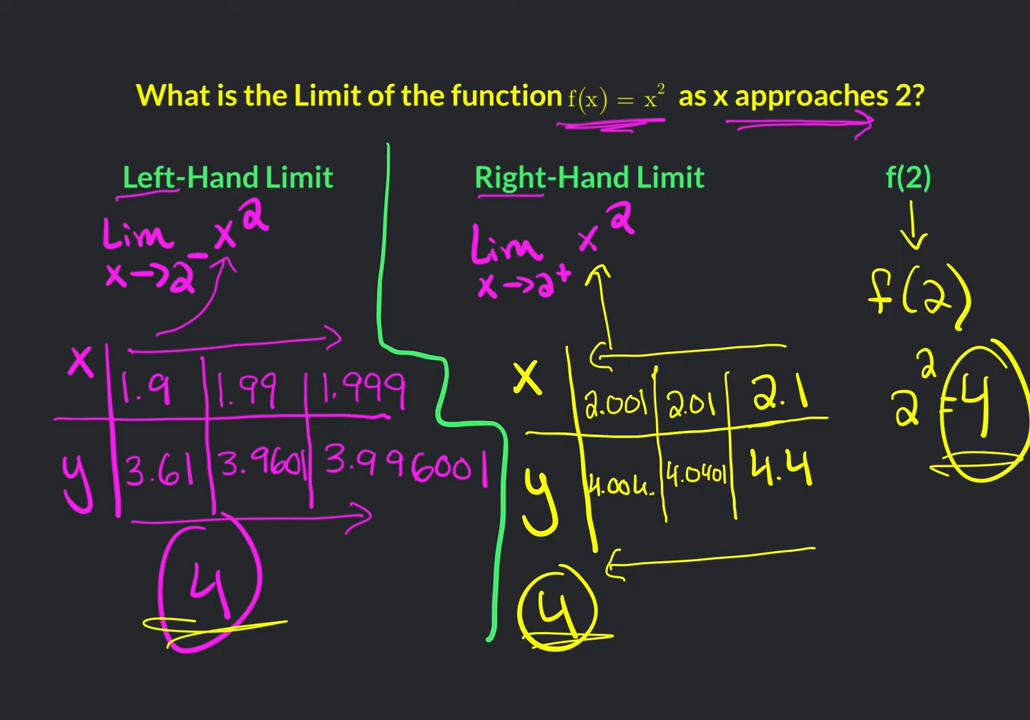 What is the Limit of the function f(x) = x² as x approaches 2?
Left-Hand Limit
Lim x²
x→2⁻
x 1.9 1.99 1.999
y 3.61 3.9601 3.996001
4
Right-Hand Limit
Lim x²
x→2⁺
x 2.001 2.01 2.1
y 4.004.. 4.0401 4.4
4
f(2)
f(2)
2² = 4